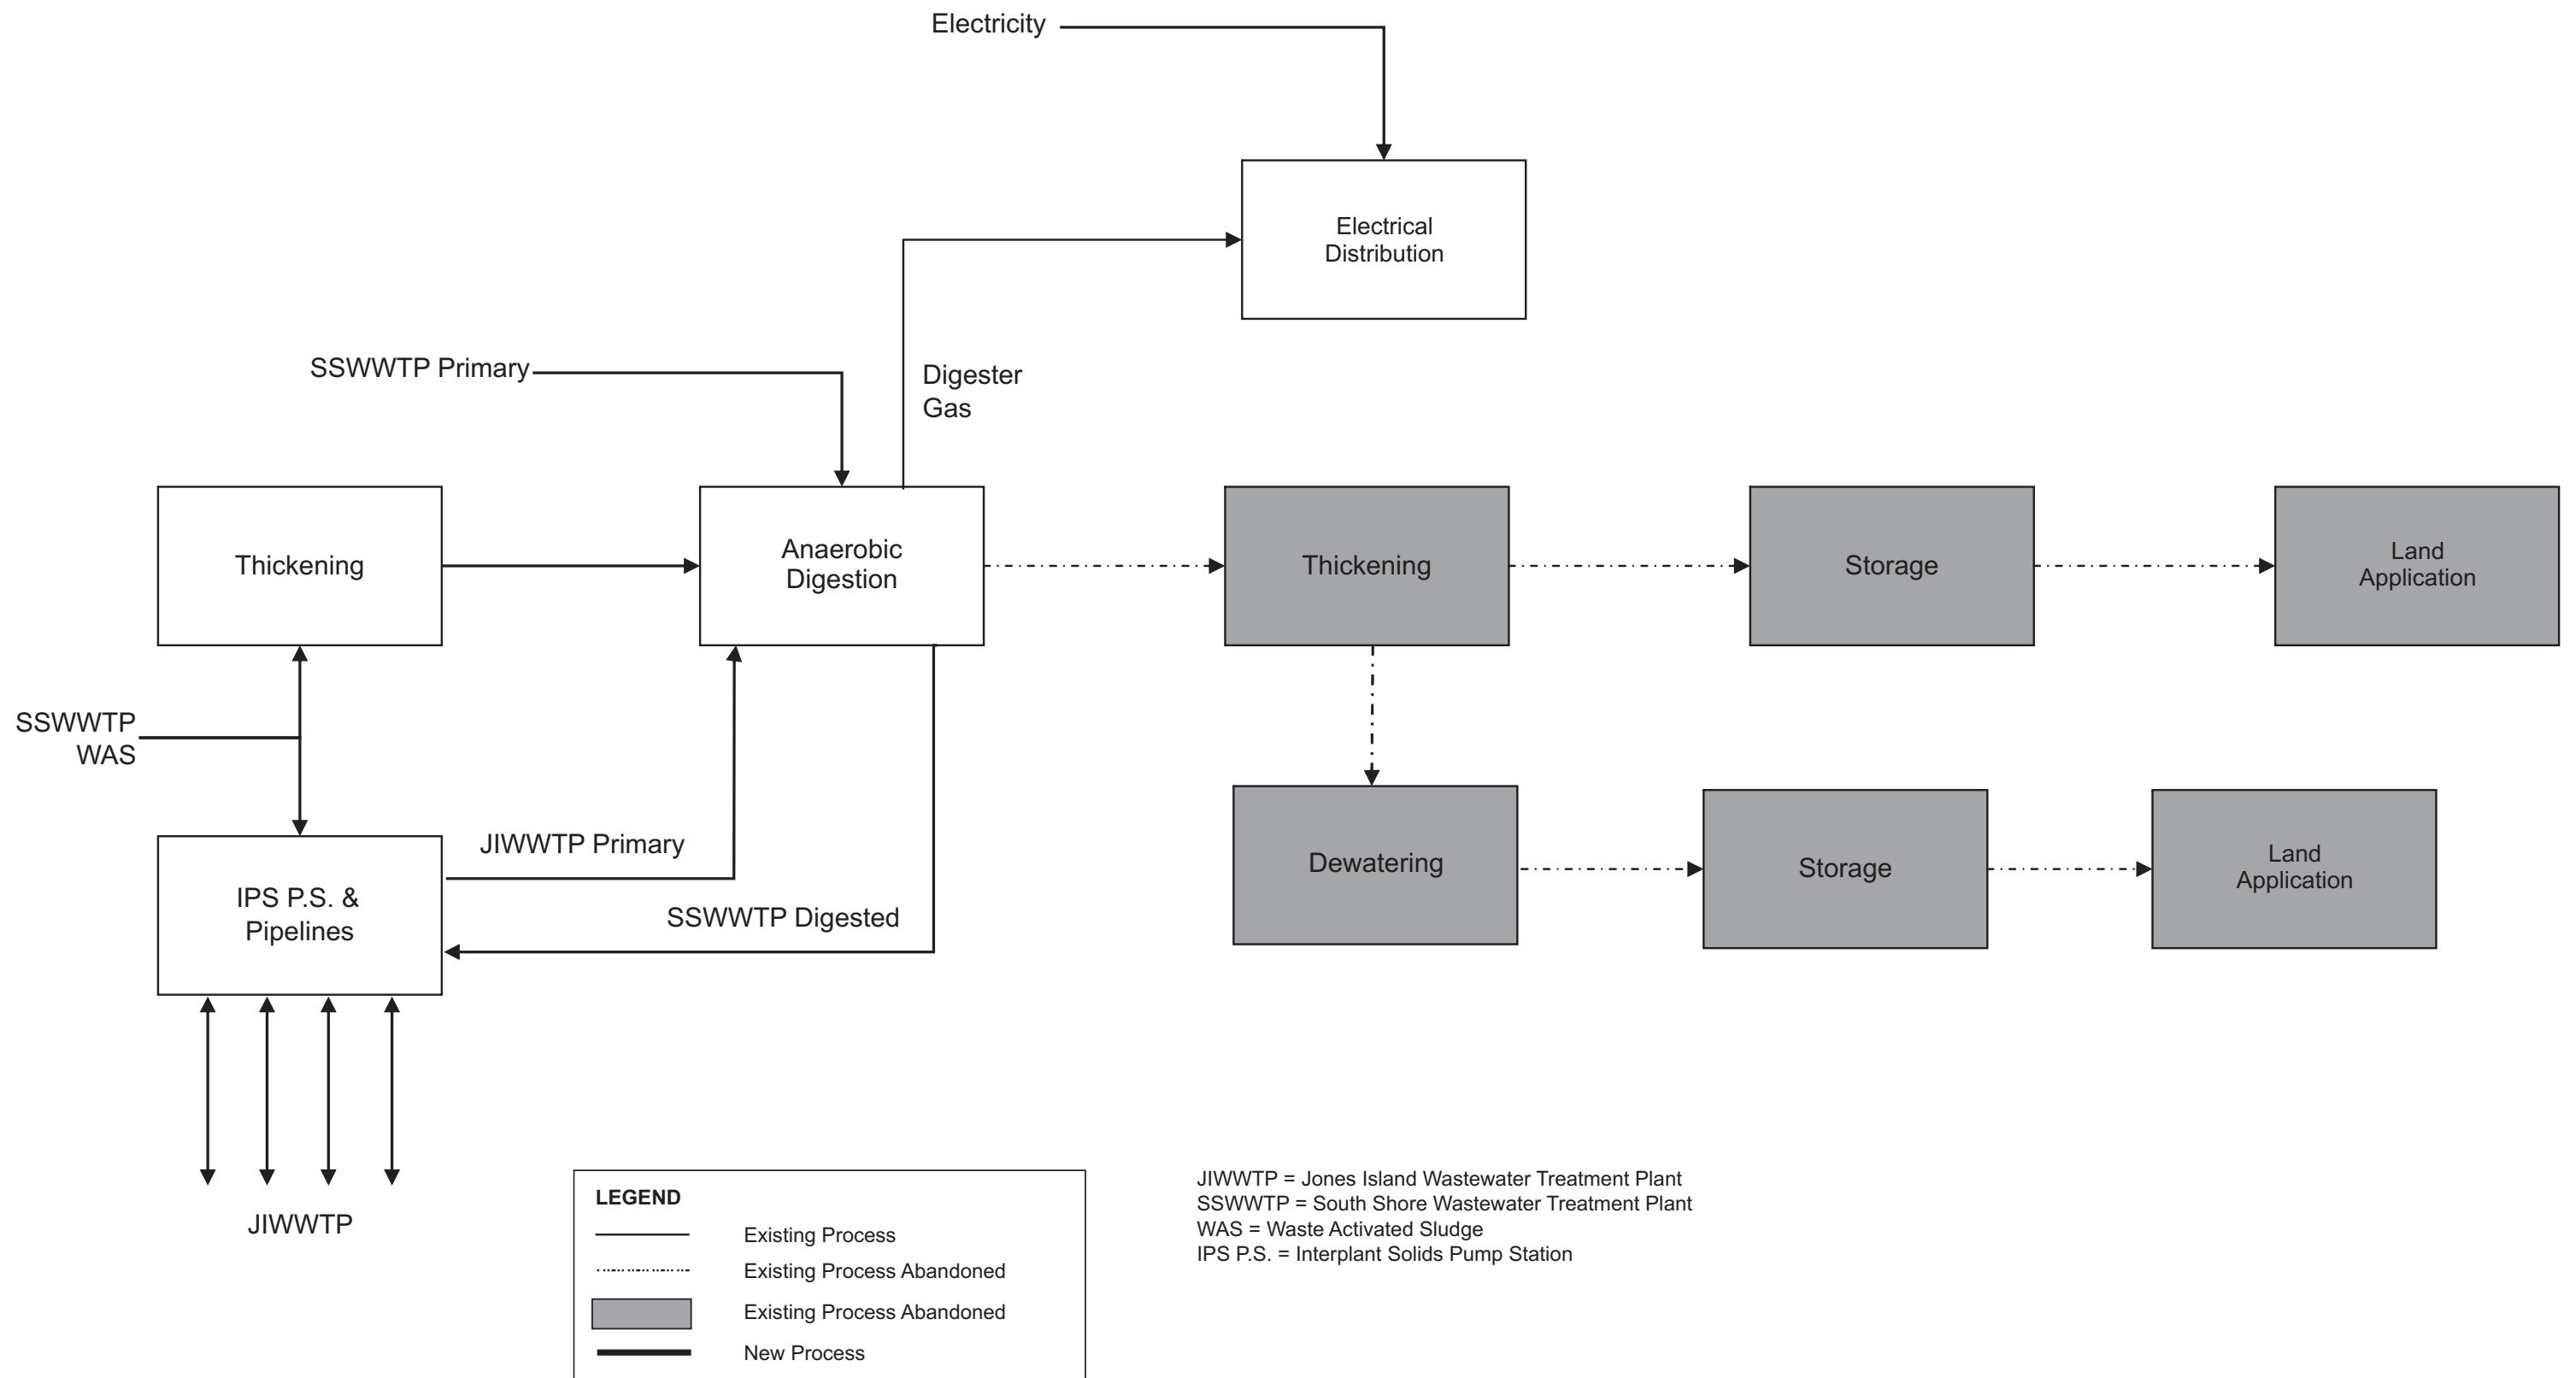 Electricity
Electrical
Distribution
SSWWTP Primary
Digester
Gas
Thickening
Anaerobic
Digestion
Thickening
Storage
Land
Application
SSWWTP
WAS
JIWWTP Primary
IPS P.S. &
Pipelines
SSWWTP Digested
Dewatering
Storage
Land
Application
JIWWTP
LEGEND
Existing Process
Existing Process Abandoned
Existing Process Abandoned
New Process
JIWWTP = Jones Island Wastewater Treatment Plant
SSWWTP = South Shore Wastewater Treatment Plant
WAS = Waste Activated Sludge
IPS P.S. = Interplant Solids Pump Station